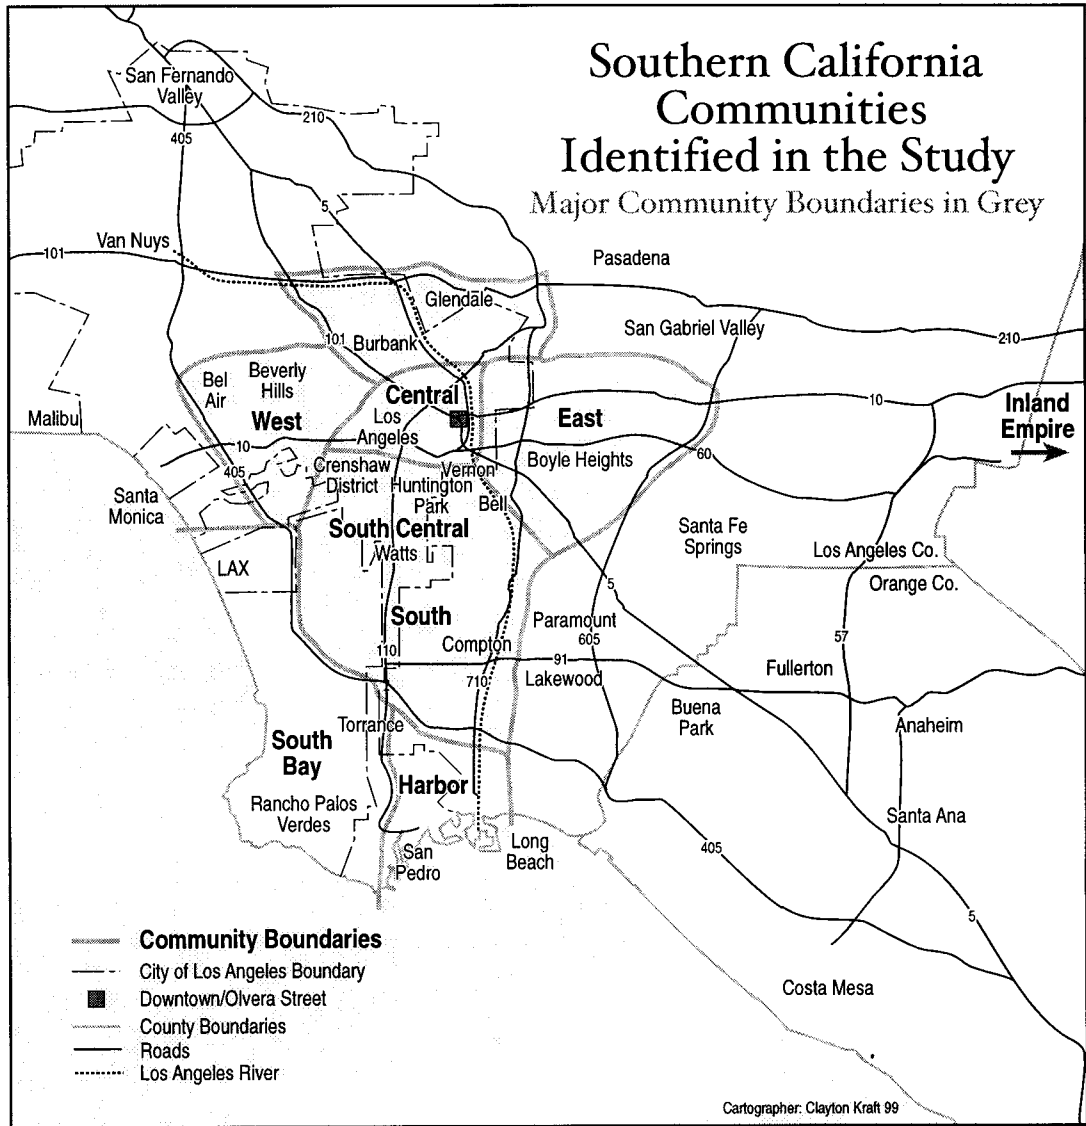 Southern California
Communities
Identified in the Study
Major Community Boundaries in Grey
San Fernando
Valley
405
210
5
Van Nuys
101
Pasadena
Glendale
San Gabriel Valley
101
Burbank
210
Bel
Air
Beverly
Hills
West
Central
Los
Angeles
East
10
Inland
Empire
Malibu
10
405
Crenshaw
District
Vernon
Boyle Heights
60
Huntington
Park
Bell
Santa
Monica
South Central
Watts
Santa Fe
Springs
Los Angeles Co.
Orange Co.
LAX
5
South
Paramount
605
57
Compton
110
91
Lakewood
Fullerton
710
Buena
Park
Anaheim
Torrance
South
Bay
Harbor
Rancho Palos
Verdes
Santa Ana
San
Pedro
Long
Beach
405
5
Costa Mesa
Community Boundaries
City of Los Angeles Boundary
Downtown/Olvera Street
County Boundaries
Roads
Los Angeles River
Cartographer: Clayton Kraft 99